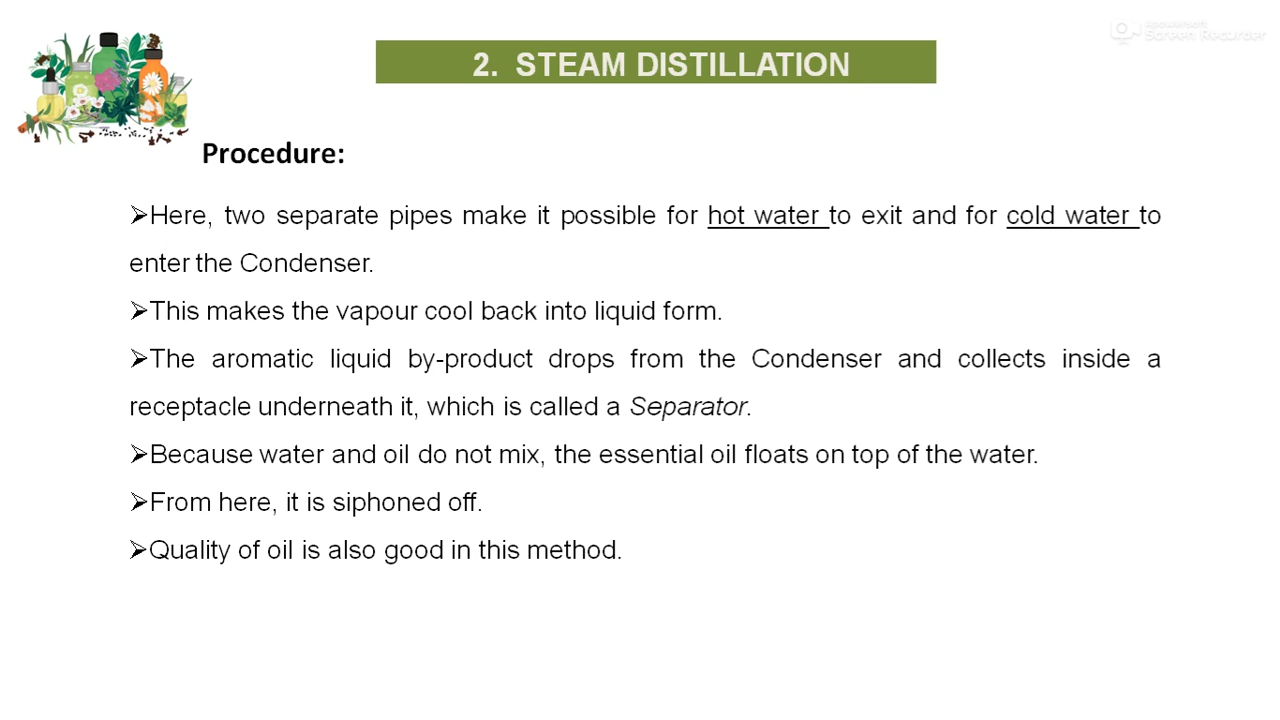 Apowersoft
Screen Recorder
2. STEAM DISTILLATION
Procedure:
➢Here, two separate pipes make it possible for hot water to exit and for cold water to
enter the Condenser.
➢This makes the vapour cool back into liquid form.
➢The aromatic liquid by-product drops from the Condenser and collects inside a
receptacle underneath it, which is called a Separator.
➢Because water and oil do not mix, the essential oil floats on top of the water.
➢From here, it is siphoned off.
➢Quality of oil is also good in this method.